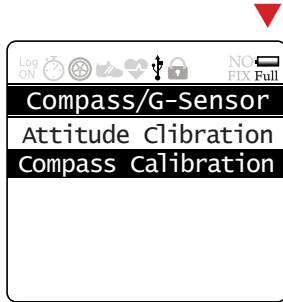 Log NO
ON FIX Full
Compass/G-Sensor
Attitude Clibration
Compass Calibration